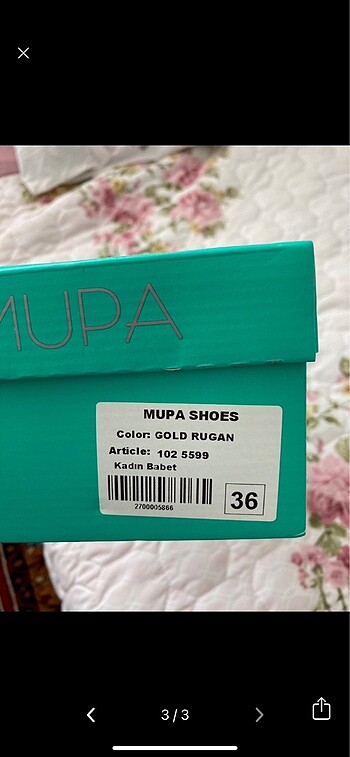 MUPA
MUPA SHOES
Color: GOLD RUGAN
Article: 102 5599
Kadın Babet
2700005866
36
3 / 3